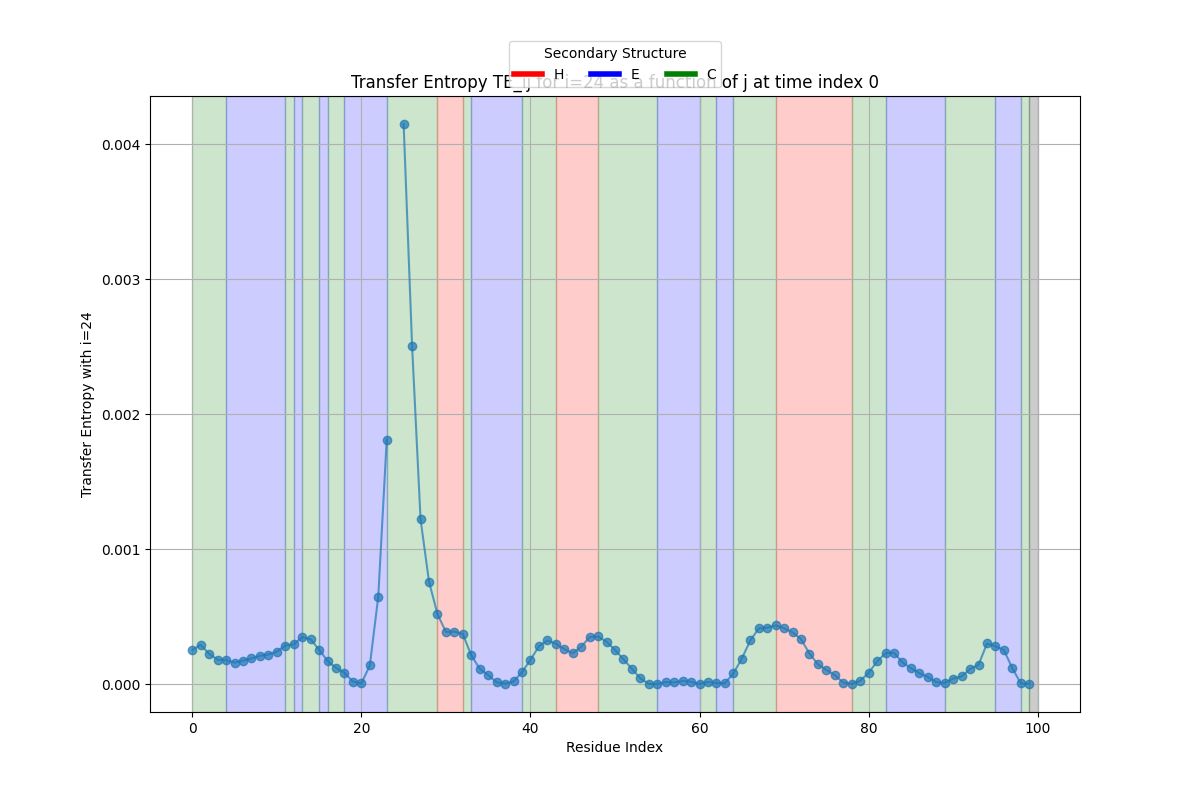 Secondary Structure
H E C
Transfer Entropy TE_ij for i=24 as a function of j at time index 0
Transfer Entropy with i=24
0.004
0.003
0.002
0.001
0.000
0 20 40 60 80 100
Residue Index